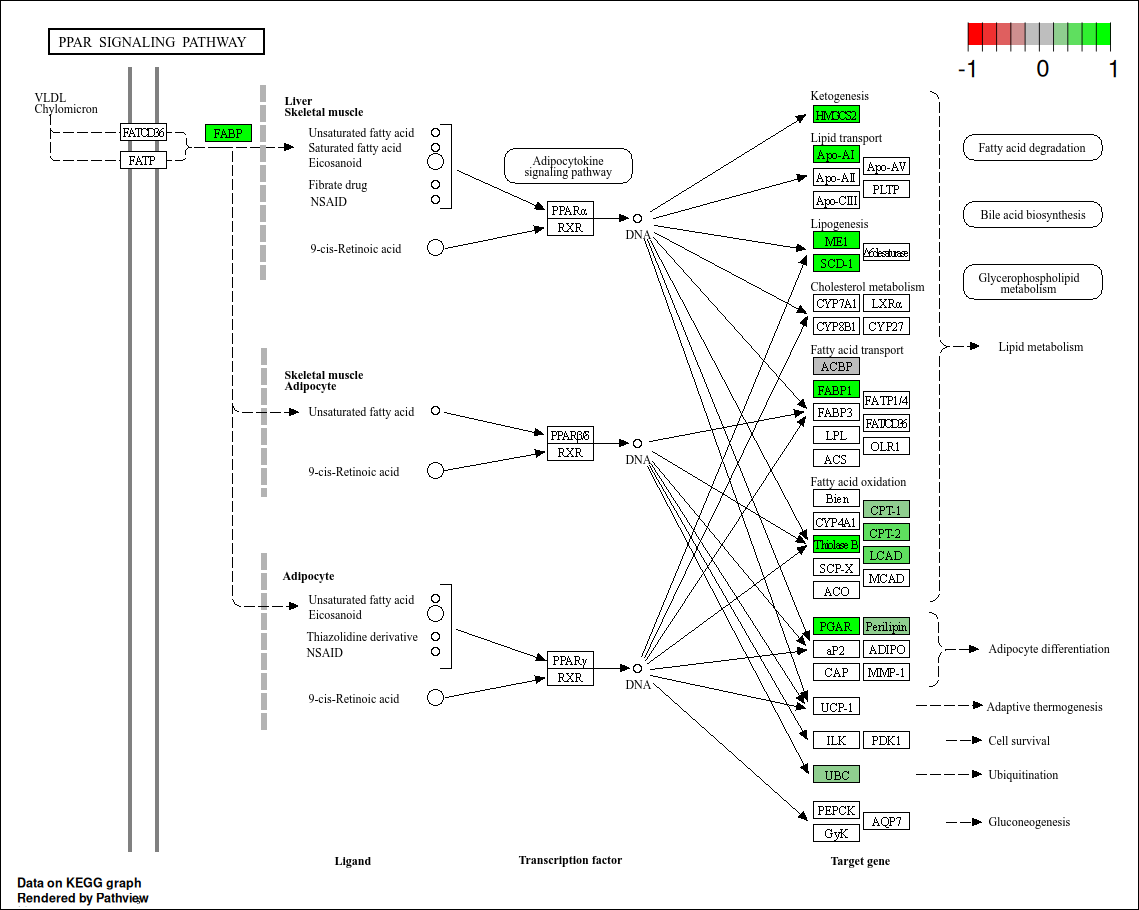 PPAR SIGNALING PATHWAY
-1 0 1
VLDL
Chylomicron
FAT/CD36
FATP
FABP
Liver
Skeletal muscle
Unsaturated fatty acid
Saturated fatty acid
Eicosanoid
Fibrate drug
NSAID
9-cis-Retinoic acid
Adipocytokine
signaling pathway
PPARα
RXR
DNA
Skeletal muscle
Adipocyte
Unsaturated fatty acid
9-cis-Retinoic acid
PPARβ/δ
RXR
DNA
Adipocyte
Unsaturated fatty acid
Eicosanoid
Thiazolidine derivative
NSAID
9-cis-Retinoic acid
PPARγ
RXR
DNA
Ketogenesis
HMGCS2
Lipid transport
Apo-AI
Apo-AII
Apo-CIII
Apo-AV
PLTP
Lipogenesis
ME1
SCD-1
Cholesterol metabolism
CYP7A1
LXRα
CYP8B1
CYP27
Fatty acid transport
ACBP
FABP1
FABP3
LPL
ACS
FATP1/4
FAT/CD36
OLR1
Fatty acid oxidation
Bien
CYP4A1
Thiolase B
SCP-X
ACO
CPT-1
CPT-2
LCAD
MCAD
PGAR
Perilipin
aP2
ADIPO
CAP
MMP-1
UCP-1
ILK
PDK1
UBC
PEPCK
GyK
AQP7
Fatty acid degradation
Bile acid biosynthesis
Glycerophospholipid
metabolism
Lipid metabolism
Adipocyte differentiation
Adaptive thermogenesis
Cell survival
Ubiquitination
Gluconeogenesis
Ligand
Transcription factor
Target gene
Data on KEGG graph
Rendered by Pathview